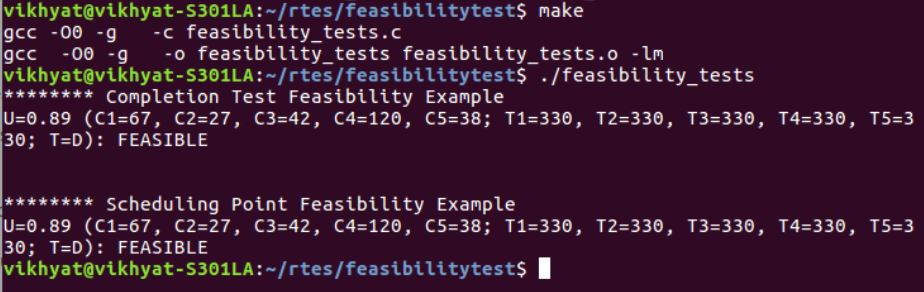 vikhyat@vikhyat-S301LA:~/rtes/feasibilitytest$ make
gcc -O0 -g   -c feasibility_tests.c
gcc  -O0 -g   -o feasibility_tests feasibility_tests.o -lm
vikhyat@vikhyat-S301LA:~/rtes/feasibilitytest$ ./feasibility_tests
******** Completion Test Feasibility Example
U=0.89 (C1=67, C2=27, C3=42, C4=120, C5=38; T1=330, T2=330, T3=330, T4=330, T5=3
30; T=D): FEASIBLE
******** Scheduling Point Feasibility Example
U=0.89 (C1=67, C2=27, C3=42, C4=120, C5=38; T1=330, T2=330, T3=330, T4=330, T5=3
30; T=D): FEASIBLE
vikhyat@vikhyat-S301LA:~/rtes/feasibilitytest$